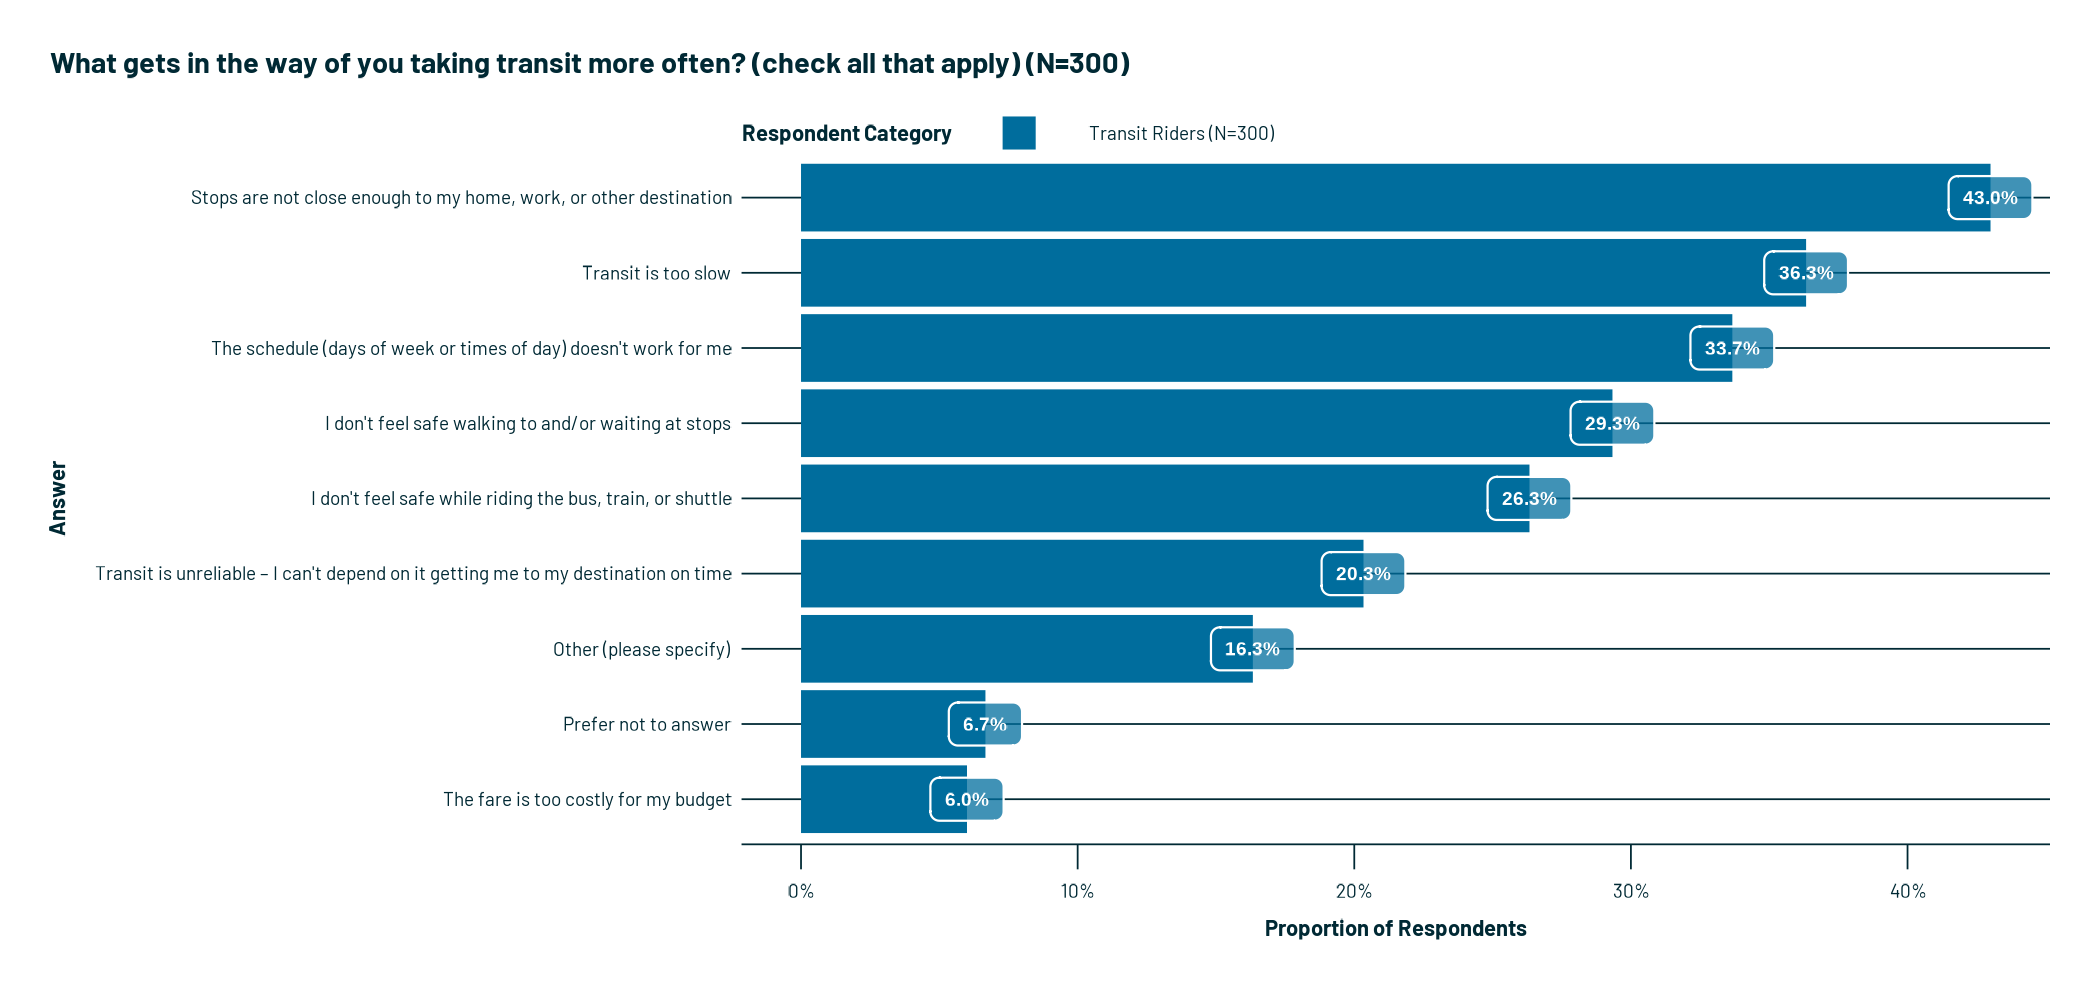 What gets in the way of you taking transit more often? (check all that apply) (N=300)
Respondent Category Transit Riders (N=300)
Stops are not close enough to my home, work, or other destination 43.0%
Transit is too slow 36.3%
The schedule (days of week or times of day) doesn't work for me 33.7%
I don't feel safe walking to and/or waiting at stops 29.3%
I don't feel safe while riding the bus, train, or shuttle 26.3%
Answer
Transit is unreliable – I can't depend on it getting me to my destination on time 20.3%
Other (please specify) 16.3%
Prefer not to answer 6.7%
The fare is too costly for my budget 6.0%
0% 10% 20% 30% 40%
Proportion of Respondents